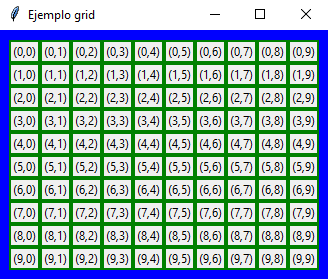 Ejemplo grid
(0,0) (0,1) (0,2) (0,3) (0,4) (0,5) (0,6) (0,7) (0,8) (0,9)
(1,0) (1,1) (1,2) (1,3) (1,4) (1,5) (1,6) (1,7) (1,8) (1,9)
(2,0) (2,1) (2,2) (2,3) (2,4) (2,5) (2,6) (2,7) (2,8) (2,9)
(3,0) (3,1) (3,2) (3,3) (3,4) (3,5) (3,6) (3,7) (3,8) (3,9)
(4,0) (4,1) (4,2) (4,3) (4,4) (4,5) (4,6) (4,7) (4,8) (4,9)
(5,0) (5,1) (5,2) (5,3) (5,4) (5,5) (5,6) (5,7) (5,8) (5,9)
(6,0) (6,1) (6,2) (6,3) (6,4) (6,5) (6,6) (6,7) (6,8) (6,9)
(7,0) (7,1) (7,2) (7,3) (7,4) (7,5) (7,6) (7,7) (7,8) (7,9)
(8,0) (8,1) (8,2) (8,3) (8,4) (8,5) (8,6) (8,7) (8,8) (8,9)
(9,0) (9,1) (9,2) (9,3) (9,4) (9,5) (9,6) (9,7) (9,8) (9,9)